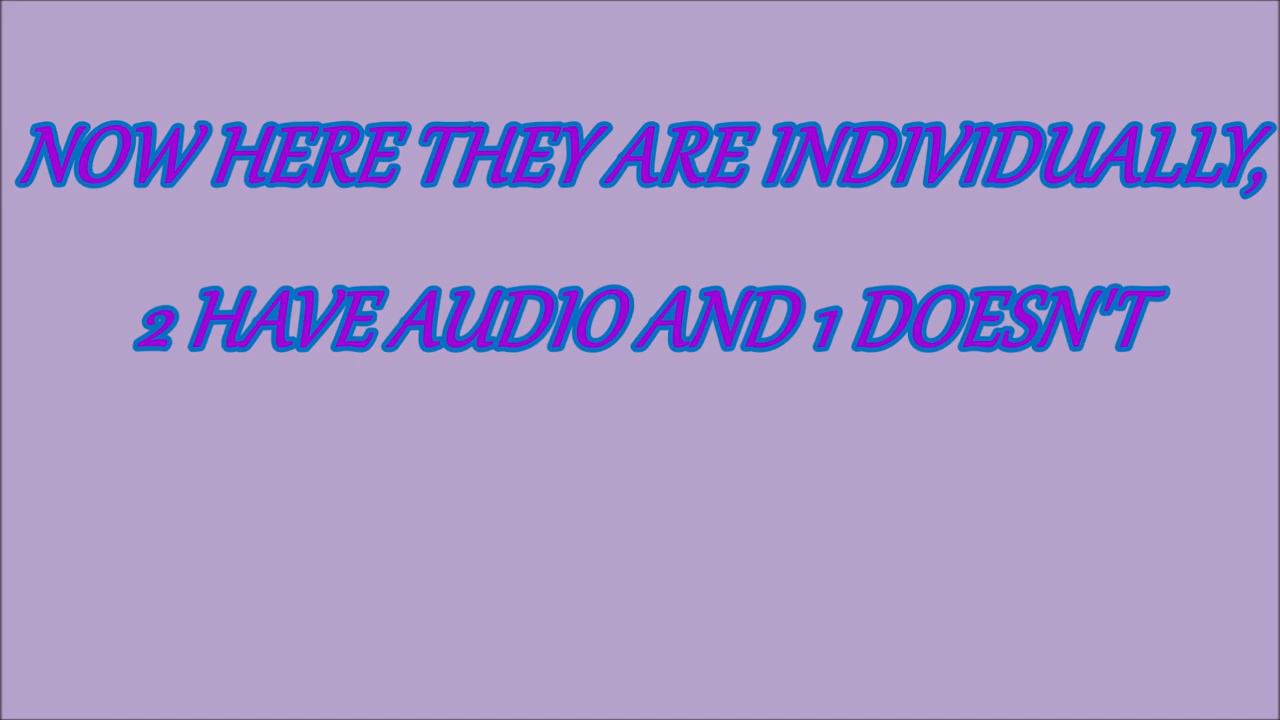 NOW HERE THEY ARE INDIVIDUALLY,
2 HAVE AUDIO AND 1 DOESN'T